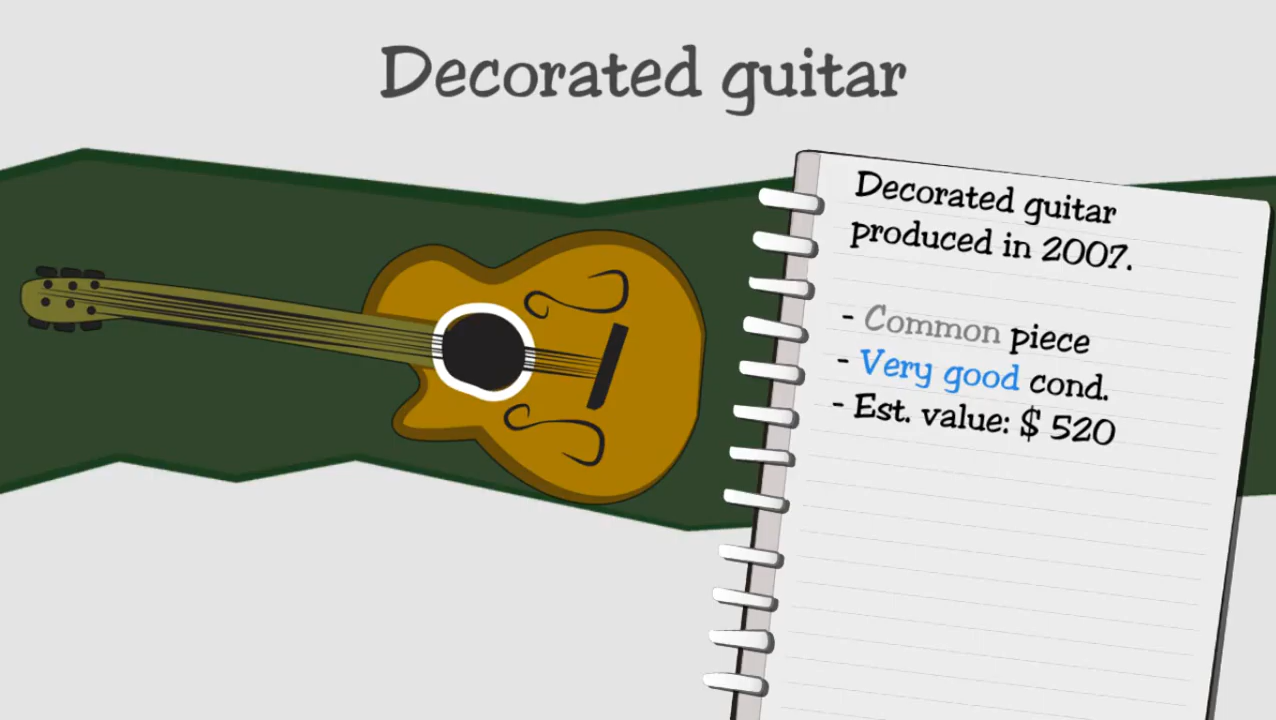 Decorated guitar
Decorated guitar
produced in 2007.
- Common piece
- Very good cond.
- Est. value: $ 520